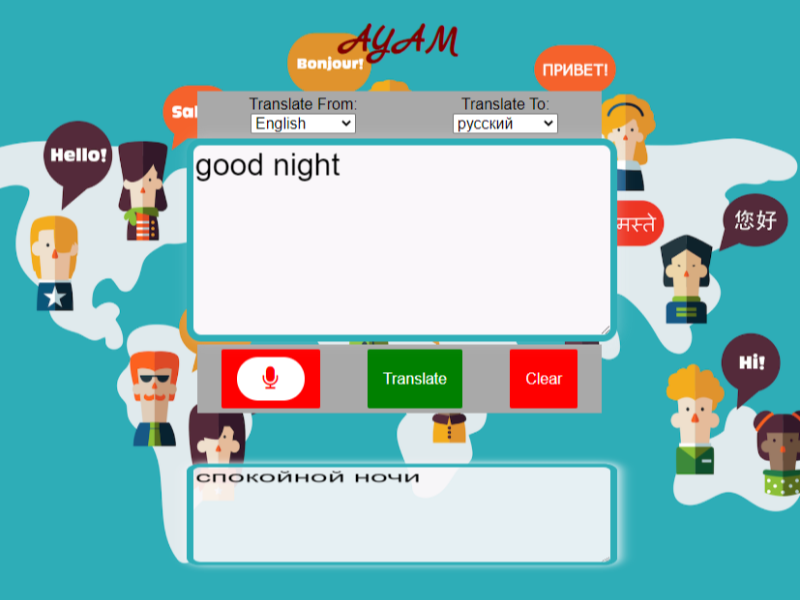 AYAM
Bonjour!
ПРИВЕТ!
Translate From:
Translate To:
English
русский
Hello!
good night
您好
Translate
Clear
Hi!
спокойной ночи